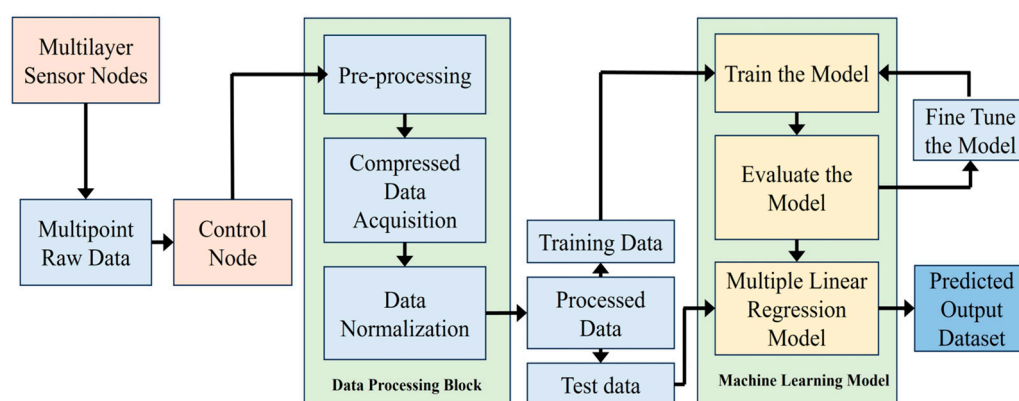 Multilayer
Sensor Nodes
Multipoint
Raw Data
Control
Node
Pre-processing
Compressed
Data
Acquisition
Data
Normalization
Data Processing Block
Training Data
Processed
Data
Test data
Train the Model
Evaluate the
Model
Multiple Linear
Regression
Model
Machine Learning Model
Fine Tune
the Model
Predicted
Output
Dataset